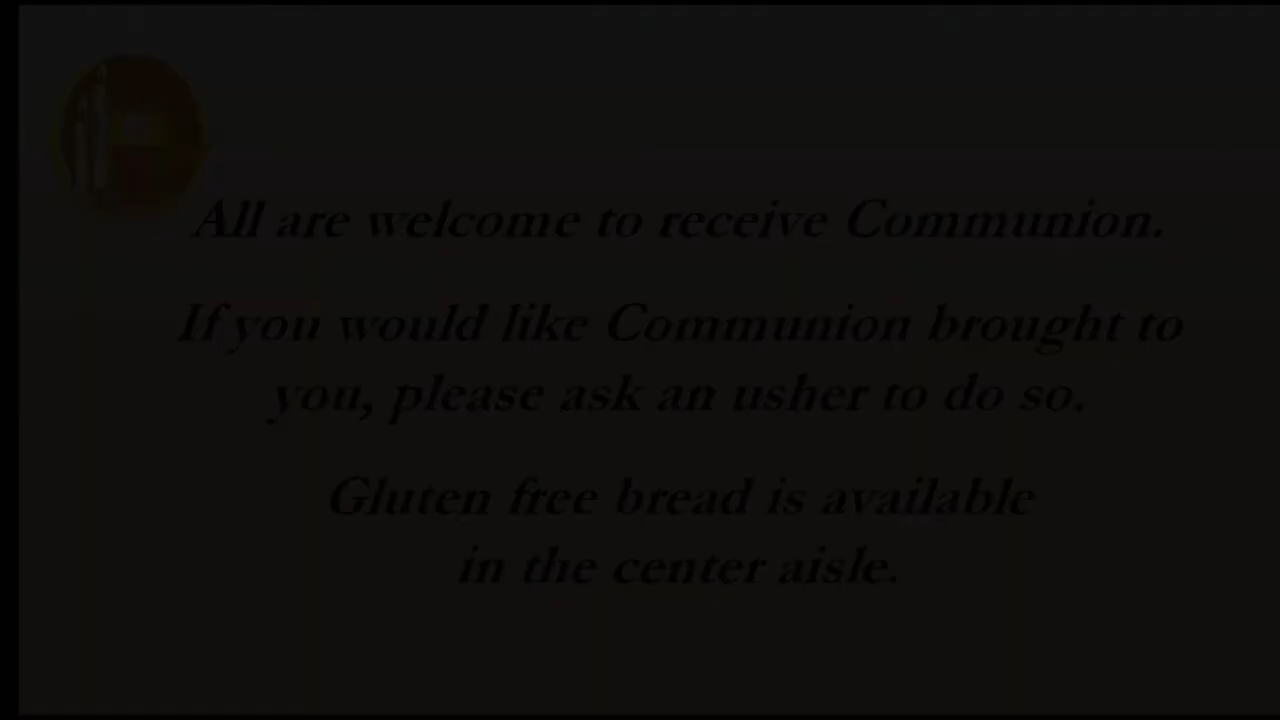 All are welcome to receive Communion.
If you would like Communion brought to
you, please ask an usher to do so.
Gluten free bread is available
in the center aisle.